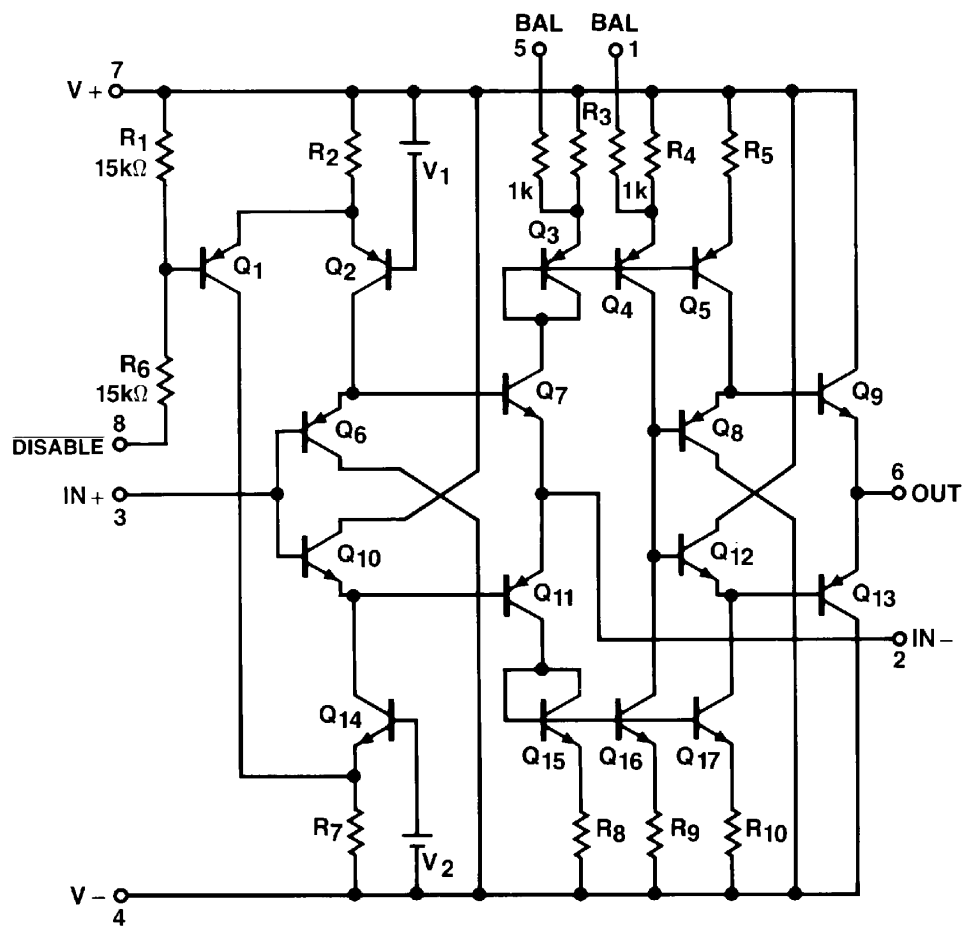 BAL BAL
5 1
7
V+
R1
15kΩ
R2
V1
R3
R4
R5
1k
1k
Q3
Q1
Q2
Q4
Q5
R6
15kΩ
8
DISABLE
Q6
Q7
Q8
Q9
IN+
3
6
OUT
Q10
Q11
Q12
Q13
IN−
2
Q14
Q15
Q16
Q17
R7
V2
R8
R9
R10
V−
4